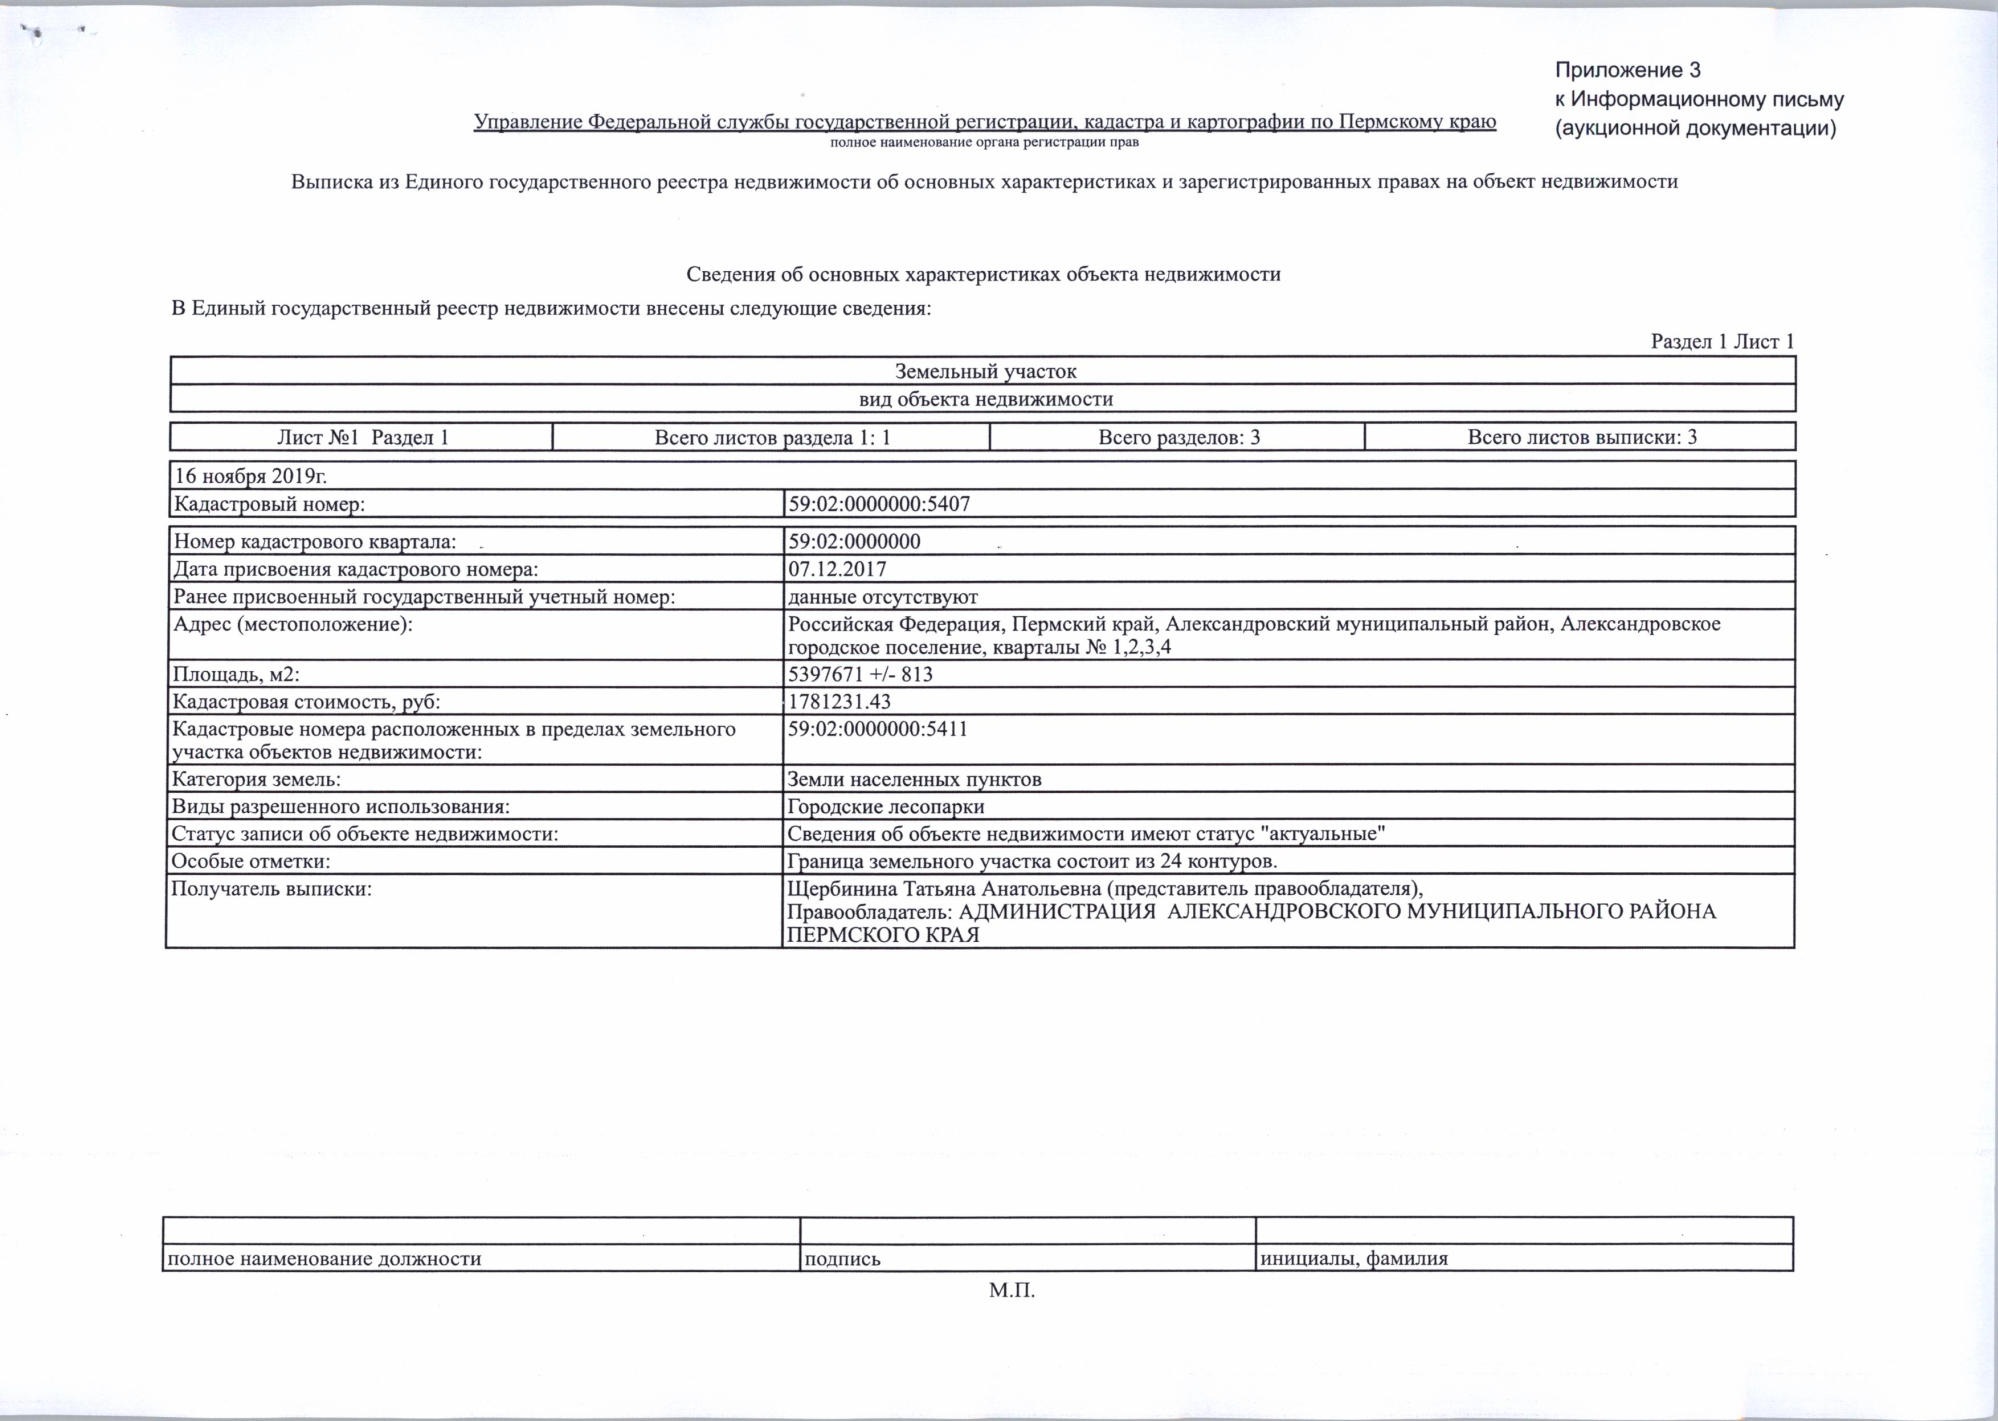 Приложение 3
к Информационному письму
(аукционной документации)
Управление Федеральной службы государственной регистрации, кадастра и картографии по Пермскому краю
полное наименование органа регистрации прав
Выписка из Единого государственного реестра недвижимости об основных характеристиках и зарегистрированных правах на объект недвижимости
Сведения об основных характеристиках объекта недвижимости
В Единый государственный реестр недвижимости внесены следующие сведения:
Раздел 1 Лист 1
Земельный участок
вид объекта недвижимости
Лист №1 Раздел 1 Всего листов раздела 1: 1 Всего разделов: 3 Всего листов выписки: 3
16 ноября 2019г.
Кадастровый номер: 59:02:0000000:5407
Номер кадастрового квартала: 59:02:0000000
Дата присвоения кадастрового номера: 07.12.2017
Ранее присвоенный государственный учетный номер: данные отсутствуют
Адрес (местоположение): Российская Федерация, Пермский край, Александровский муниципальный район, Александровское
городское поселение, кварталы № 1,2,3,4
Площадь, м2: 5397671 +/- 813
Кадастровая стоимость, руб: 1781231.43
Кадастровые номера расположенных в пределах земельного 59:02:0000000:5411
участка объектов недвижимости:
Категория земель: Земли населенных пунктов
Виды разрешенного использования: Городские лесопарки
Статус записи об объекте недвижимости: Сведения об объекте недвижимости имеют статус "актуальные"
Особые отметки: Граница земельного участка состоит из 24 контуров.
Получатель выписки: Щербинина Татьяна Анатольевна (представитель правообладателя),
Правообладатель: АДМИНИСТРАЦИЯ АЛЕКСАНДРОВСКОГО МУНИЦИПАЛЬНОГО РАЙОНА
ПЕРМСКОГО КРАЯ
полное наименование должности подпись инициалы, фамилия
М.П.